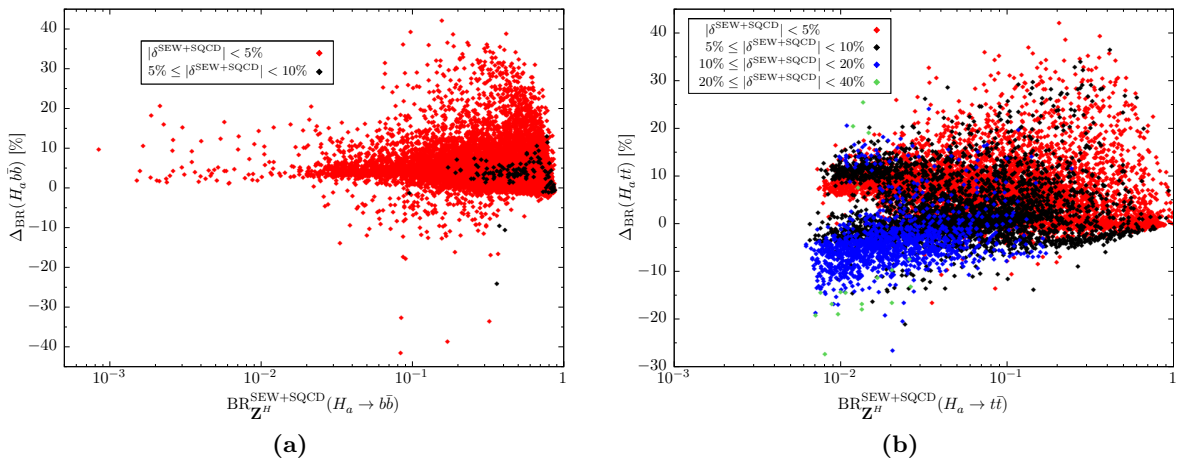 40
30
20
10
0
−10
−20
−30
−40
Δ_BR(H_a b b̄) [%]
|δ^SEW+SQCD| < 5%
5% ≤ |δ^SEW+SQCD| < 10%
10^−3
10^−2
10^−1
1
BR_Z^H^SEW+SQCD(H_a → b b̄)
(a)
40
30
20
10
0
−10
−20
−30
Δ_BR(H_a t t̄) [%]
|δ^SEW+SQCD| < 5%
5% ≤ |δ^SEW+SQCD| < 10%
10% ≤ |δ^SEW+SQCD| < 20%
20% ≤ |δ^SEW+SQCD| < 40%
10^−3
10^−2
10^−1
1
BR_Z^H^SEW+SQCD(H_a → t t̄)
(b)